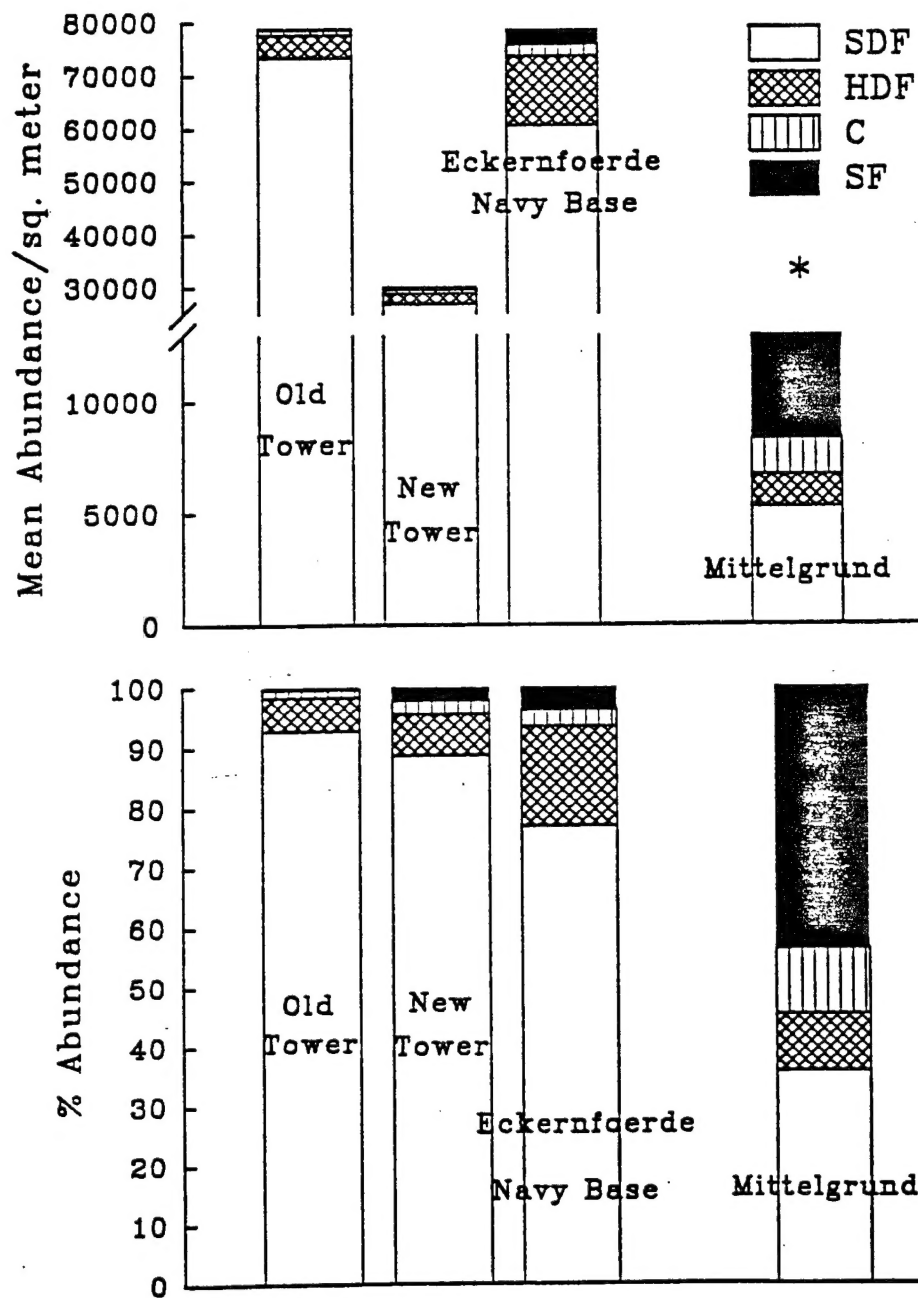 Mean Abundance/sq. meter
80000
70000
60000
50000
40000
30000
10000
5000
0
Old
Tower
New
Tower
Eckernfoerde
Navy Base
Mittelgrund
*
SDF
HDF
C
SF
% Abundance
100
90
80
70
60
50
40
30
20
10
0
Old
Tower
New
Tower
Eckernfoerde
Navy Base
Mittelgrund